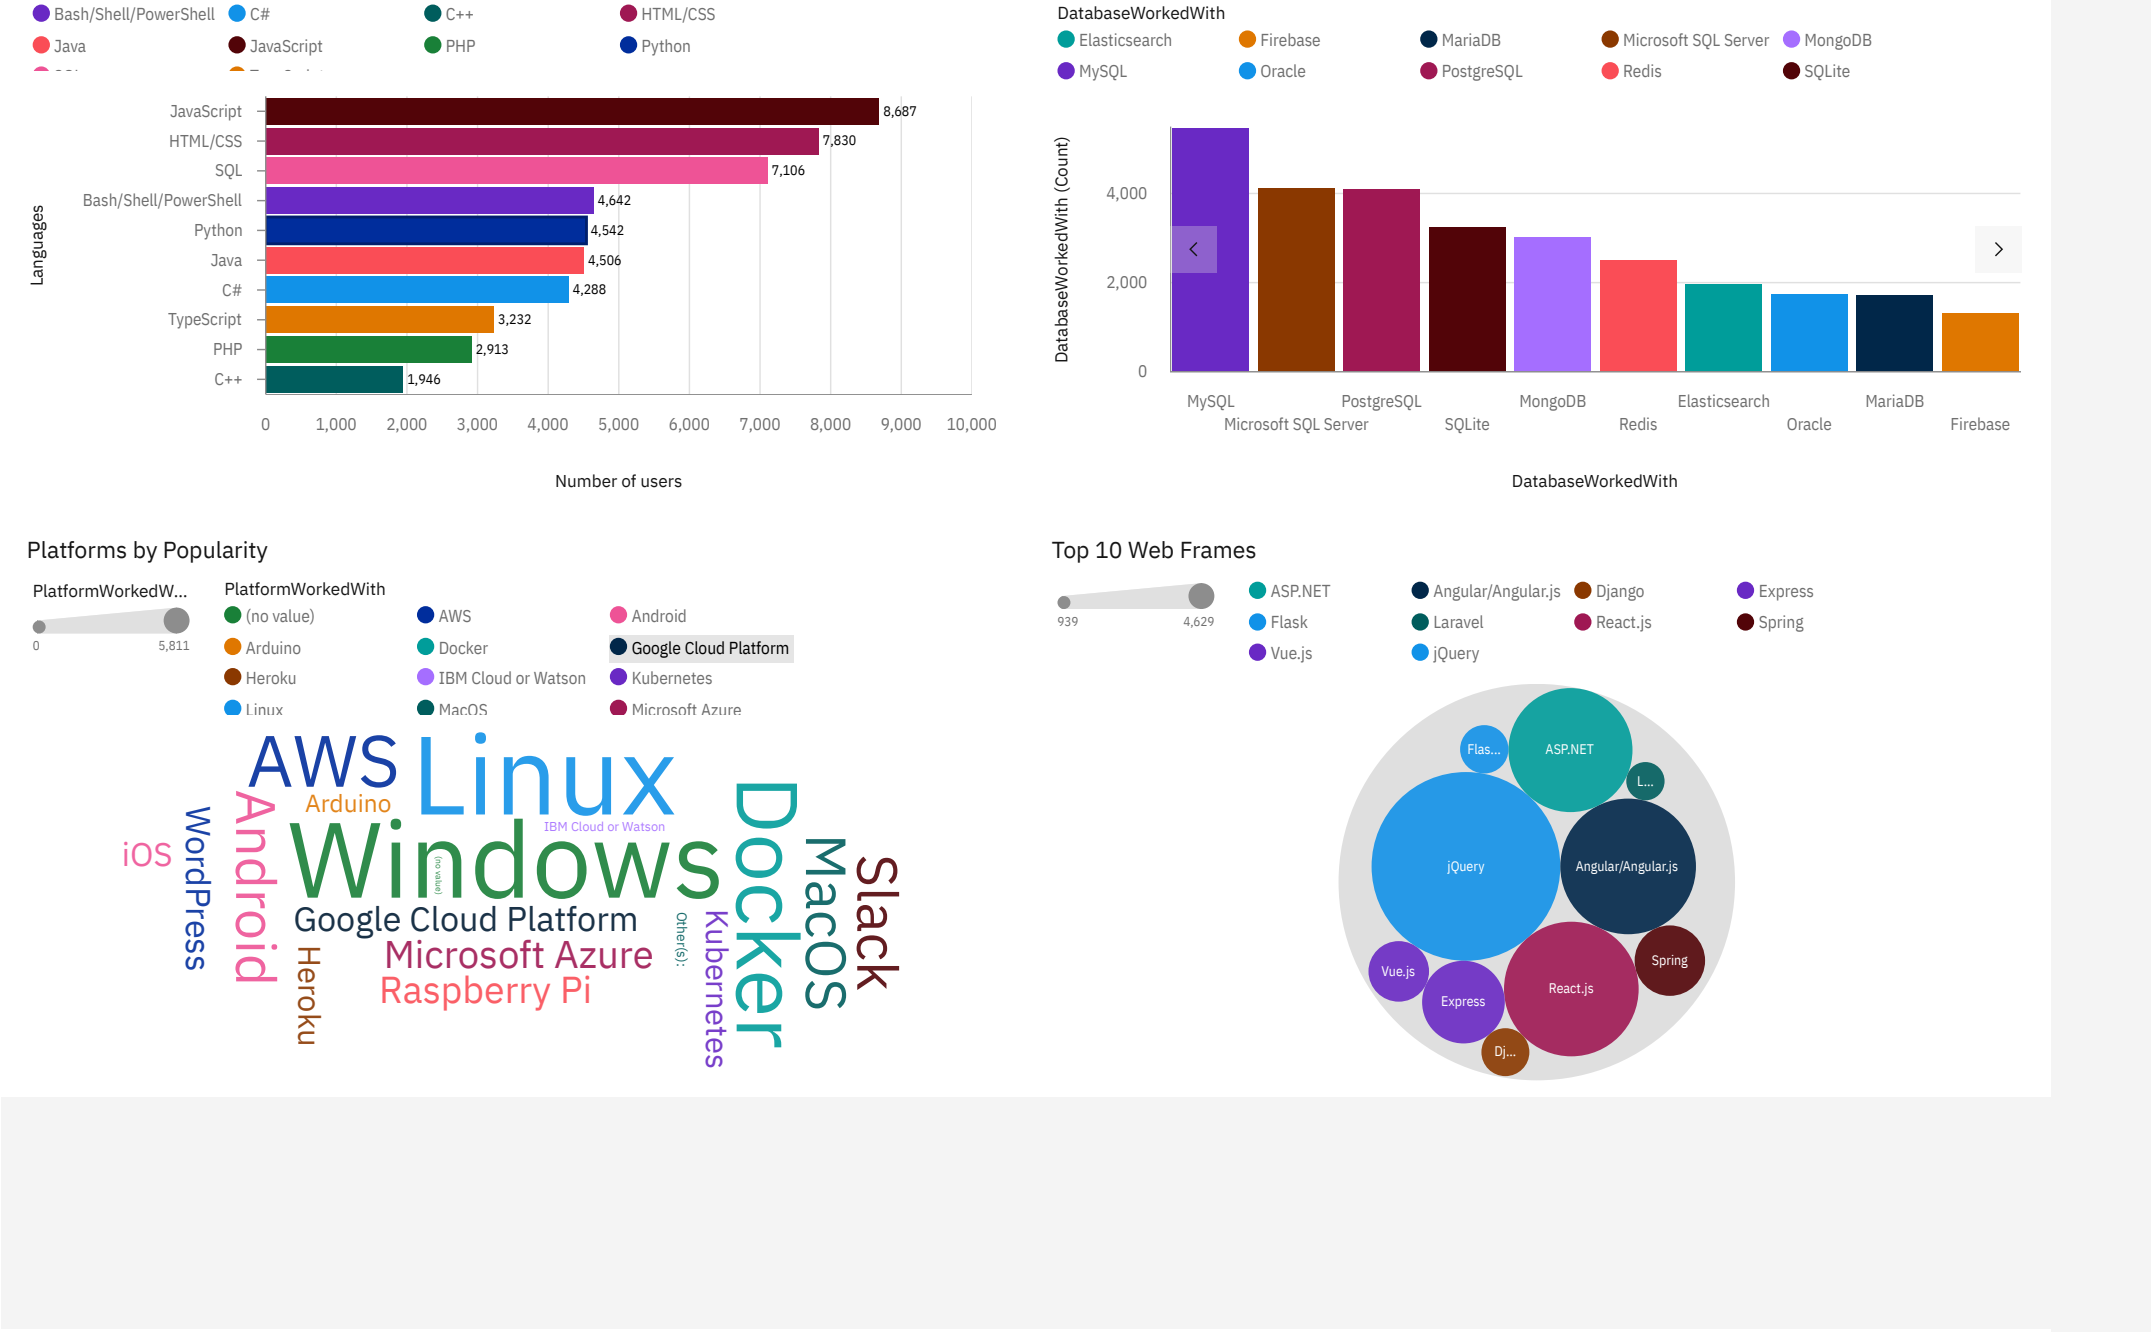 Bash/Shell/PowerShell C# C++ HTML/CSS
Java JavaScript PHP Python
Languages
JavaScript 8,687
HTML/CSS 7,830
SQL 7,106
Bash/Shell/PowerShell 4,642
Python 4,542
Java 4,506
C# 4,288
TypeScript 3,232
PHP 2,913
C++ 1,946
0 1,000 2,000 3,000 4,000 5,000 6,000 7,000 8,000 9,000 10,000
Number of users
DatabaseWorkedWith
Elasticsearch Firebase MariaDB Microsoft SQL Server MongoDB
MySQL Oracle PostgreSQL Redis SQLite
DatabaseWorkedWith (Count)
4,000
2,000
0
MySQL PostgreSQL MongoDB Elasticsearch MariaDB
Microsoft SQL Server SQLite Redis Oracle Firebase
DatabaseWorkedWith
Platforms by Popularity
PlatformWorkedW...
0 5,811
PlatformWorkedWith
(no value) AWS Android
Arduino Docker Google Cloud Platform
Heroku IBM Cloud or Watson Kubernetes
Linux MacOS Microsoft Azure
AWS
Linux
Arduino
IBM Cloud or Watson
Windows
(no value)
iOS
WordPress
Android
Google Cloud Platform
Microsoft Azure
Raspberry Pi
Heroku
Other(s):
Kubernetes
Docker
MacOS
Slack
Top 10 Web Frames
939 4,629
ASP.NET Angular/Angular.js Django Express
Flask Laravel React.js Spring
Vue.js jQuery
Flas... ASP.NET
L...
jQuery Angular/Angular.js
Vue.js Spring
Express React.js
Dj...